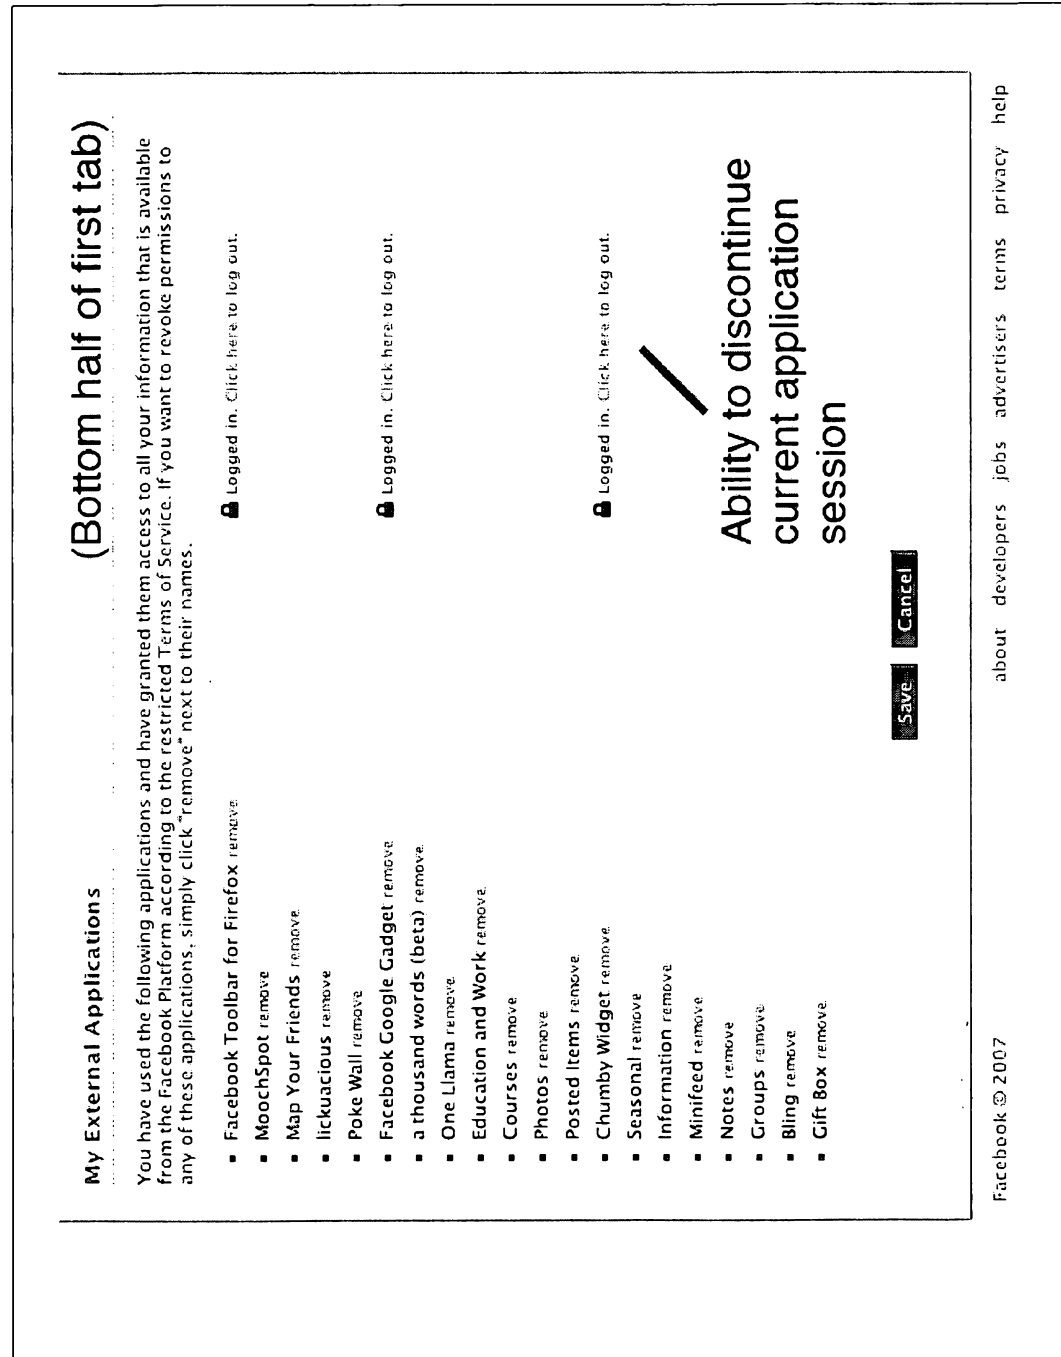 (Bottom half of first tab)
My External Applications
You have used the following applications and have granted them access to all your information that is available
from the Facebook Platform according to the restricted Terms of Service. If you want to revoke permissions to
any of these applications, simply click "remove" next to their names.
▪ Facebook Toolbar for Firefox remove Logged in. Click here to log out.
▪ MoochSpot remove
▪ Map Your Friends remove
▪ lickuacious remove
▪ Poke Wall remove
▪ Facebook Google Gadget remove Logged in. Click here to log out.
▪ a thousand words (beta) remove
▪ One Llama remove
▪ Education and Work remove
▪ Courses remove
▪ Photos remove
▪ Posted Items remove
▪ Chumby Widget remove Logged in. Click here to log out.
▪ Seasonal remove
▪ Information remove
▪ Minifeed remove
▪ Notes remove
▪ Groups remove
▪ Bling remove
▪ Gift Box remove
Ability to discontinue
current application
session
Save Cancel
Facebook © 2007 about developers jobs advertisers terms privacy help